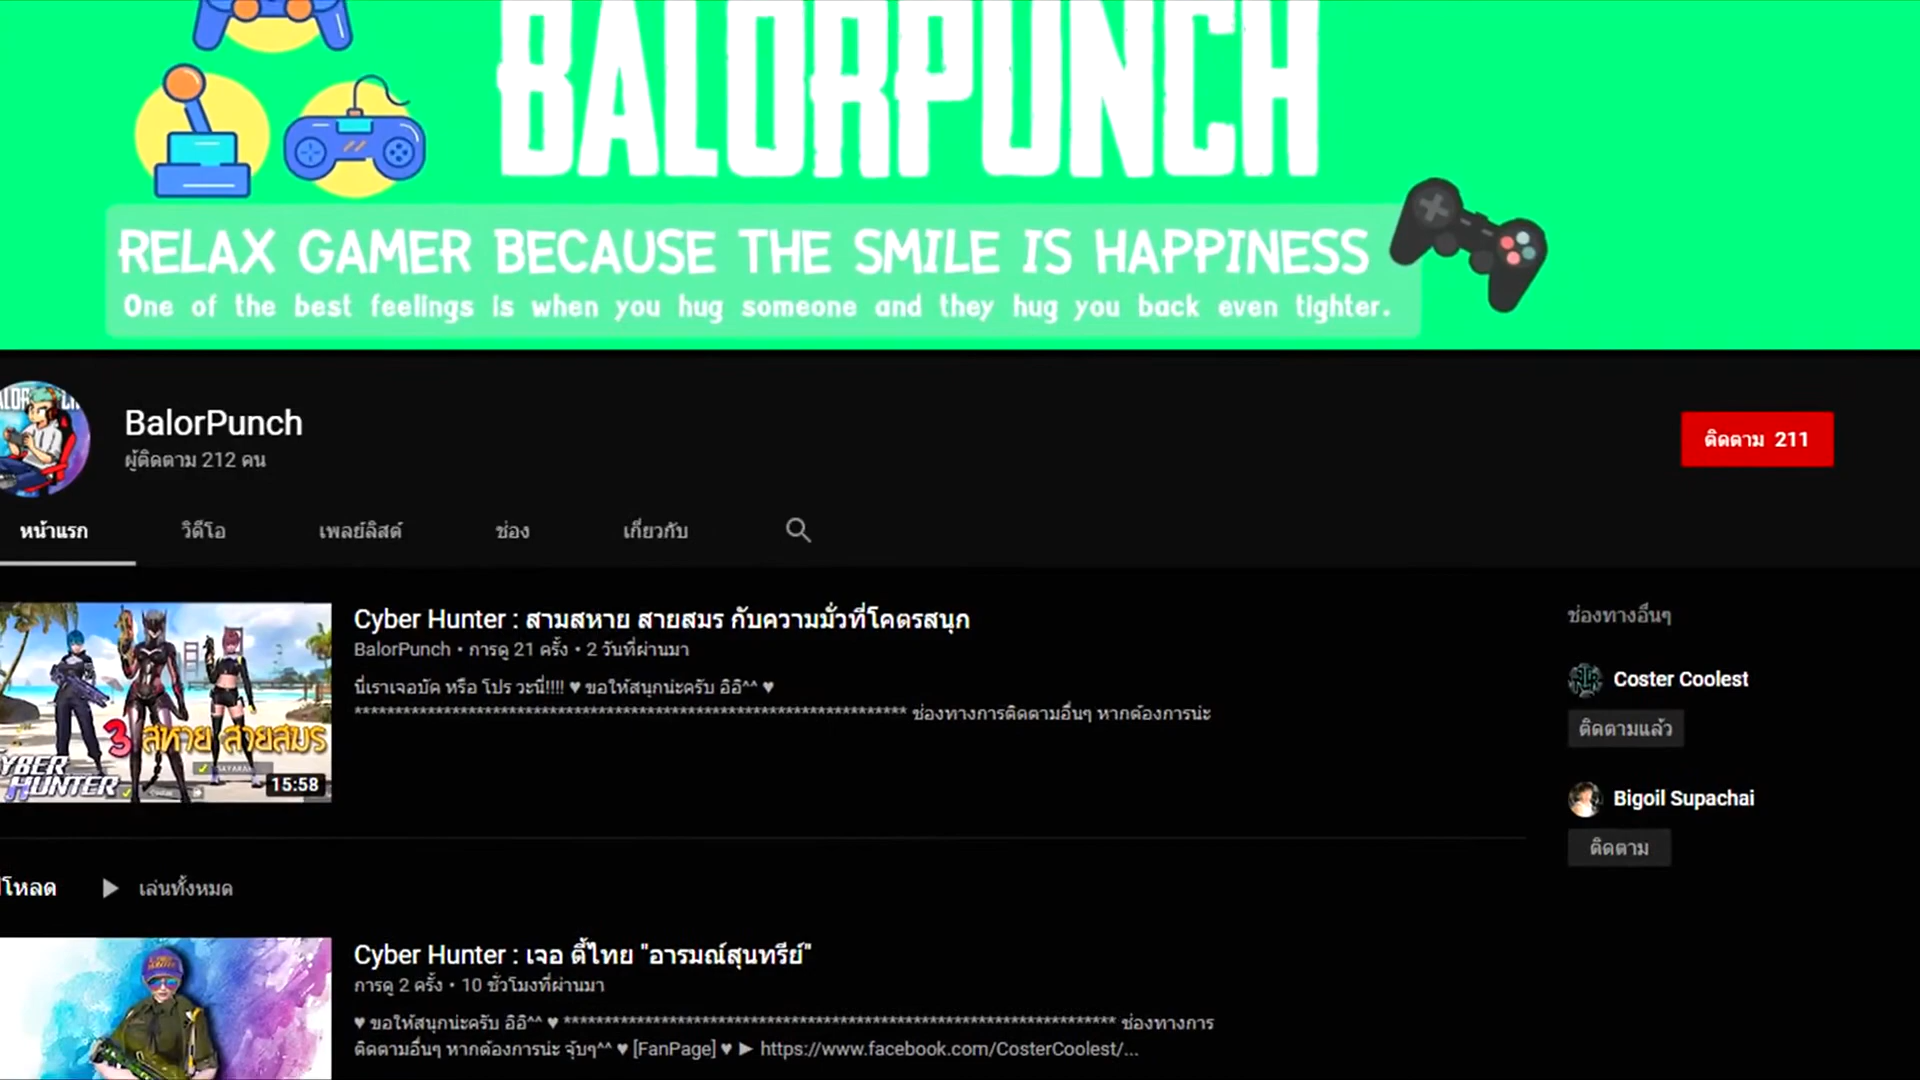 BALORPUNCH
RELAX GAMER BECAUSE THE SMILE IS HAPPINESS
One of the best feelings is when you hug someone and they hug you back even tighter.
BalorPunch
ผู้ติดตาม 212 คน
ติดตาม 211
หน้าแรก วิดีโอ เพลย์ลิสต์ ช่อง เกี่ยวกับ
Cyber Hunter : สามสหาย สายสมร กับความมั่วที่โคตรสนุก
BalorPunch • การดู 21 ครั้ง • 2 วันที่ผ่านมา
นี่เราเจอบัค หรือ โปร วะนี่!!!! ♥ ขอให้สนุกน่ะครับ อิอิ^^ ♥
******************************************************************** ช่องทางการติดตามอื่นๆ หากต้องการน่ะ
3 สหาย สายสมร
YBER
HUNTER
15:58
ช่องทางอื่นๆ
Coster Coolest
ติดตามแล้ว
Bigoil Supachai
ติดตาม
โหลด ▶ เล่นทั้งหมด
Cyber Hunter : เจอ ตี้ไทย "อารมณ์สุนทรีย์"
การดู 2 ครั้ง • 10 ชั่วโมงที่ผ่านมา
♥ ขอให้สนุกน่ะครับ อิอิ^^ ♥ ******************************************************************** ช่องทางการ
ติดตามอื่นๆ หากต้องการน่ะ จุ้บๆ^^ ♥ [FanPage] ♥ ► https://www.facebook.com/CosterCoolest/...